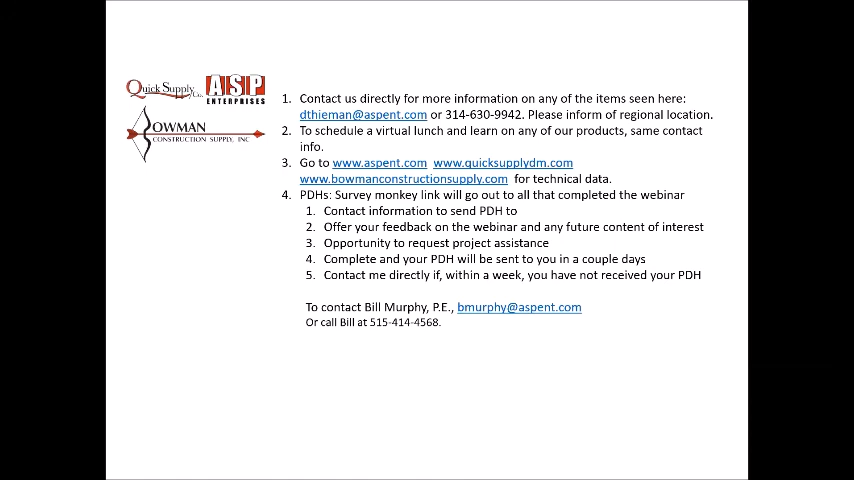 Quick Supply Co.
ASP
ENTERPRISES
BOWMAN
CONSTRUCTION SUPPLY, INC
1. Contact us directly for more information on any of the items seen here:
dthieman@aspent.com or 314-630-9942. Please inform of regional location.
2. To schedule a virtual lunch and learn on any of our products, same contact
info.
3. Go to www.aspent.com www.quicksupplydm.com
www.bowmanconstructionsupply.com for technical data.
4. PDHs: Survey monkey link will go out to all that completed the webinar
1. Contact information to send PDH to
2. Offer your feedback on the webinar and any future content of interest
3. Opportunity to request project assistance
4. Complete and your PDH will be sent to you in a couple days
5. Contact me directly if, within a week, you have not received your PDH
To contact Bill Murphy, P.E., bmurphy@aspent.com
Or call Bill at 515-414-4568.